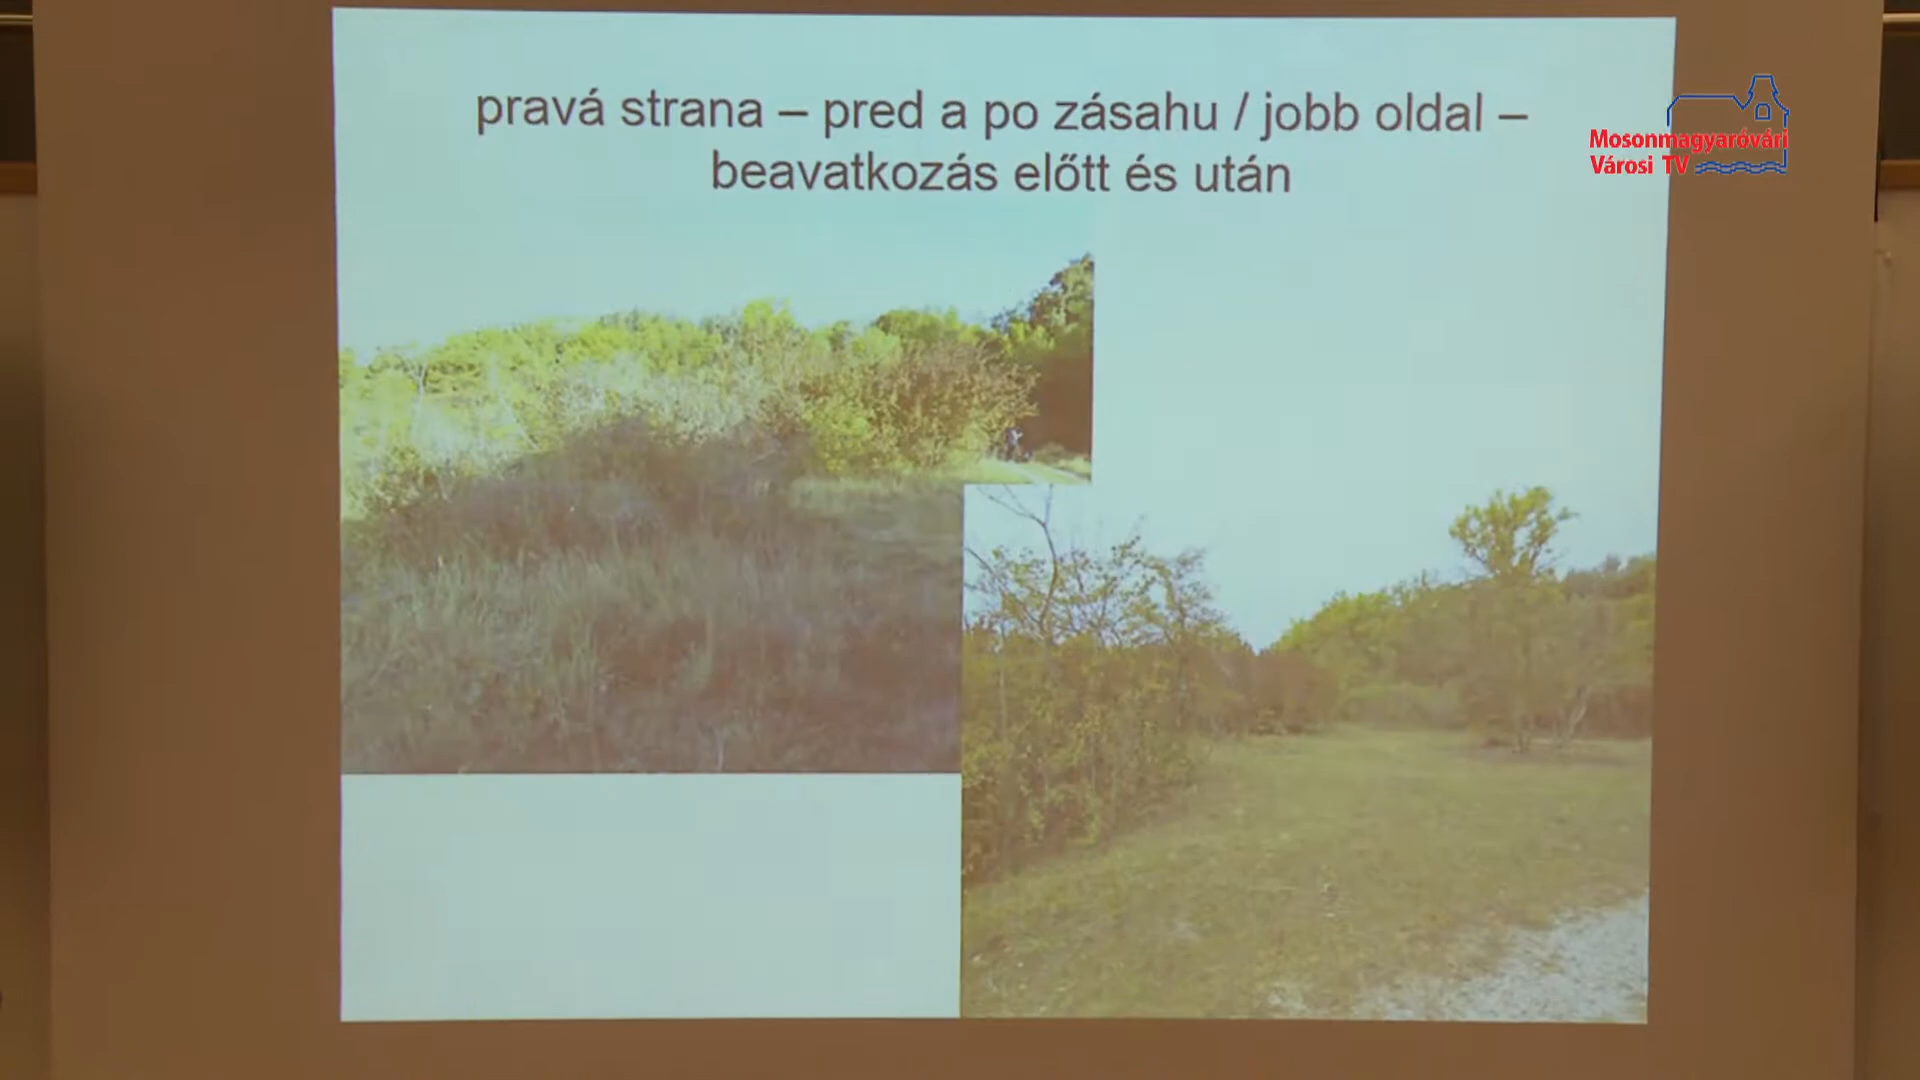 pravá strana – pred a po zásahu / jobb oldal –
beavatkozás előtt és után
Mosonmagyaróvári
Városi TV